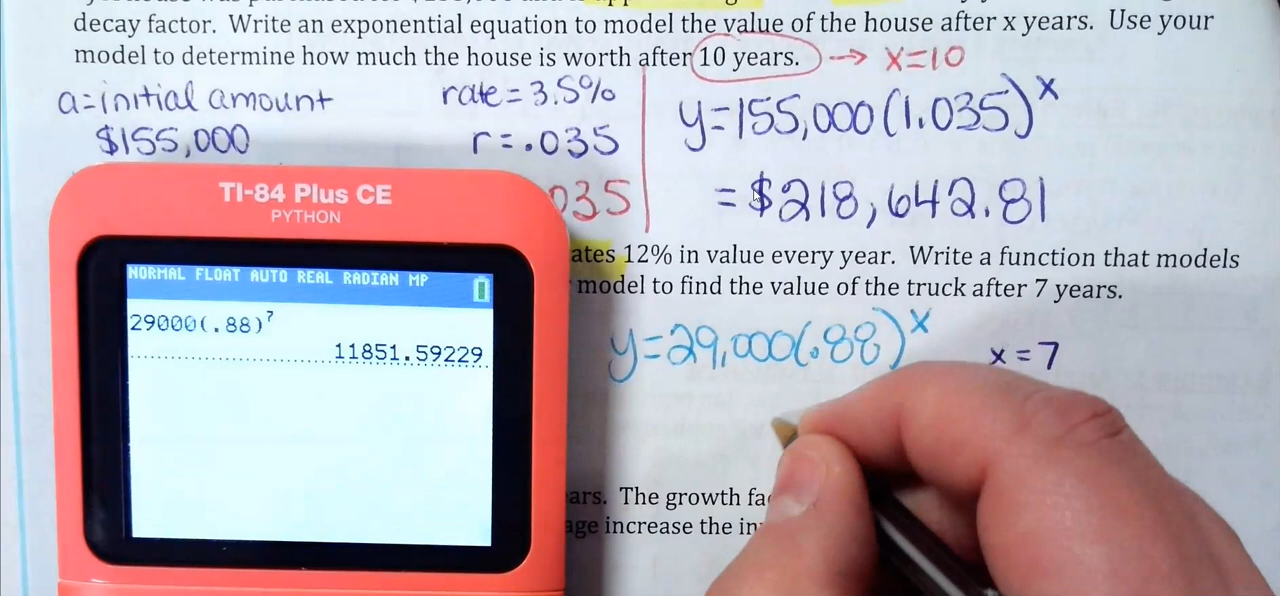 decay factor. Write an exponential equation to model the value of the house after x years. Use your
model to determine how much the house is worth after 10 years. → x=10
a=initial amount
$155,000
rate=3.5%
r=.035
035
y=155,000(1.035)^x
=$218,642.81
TI-84 Plus CE
PYTHON
NORMAL FLOAT AUTO REAL RADIAN MP
29000(.88)^7
11851.59229
ates 12% in value every year. Write a function that models
model to find the value of the truck after 7 years.
y=29,000(.88)^x x=7
ars. The growth fa
age increase the in